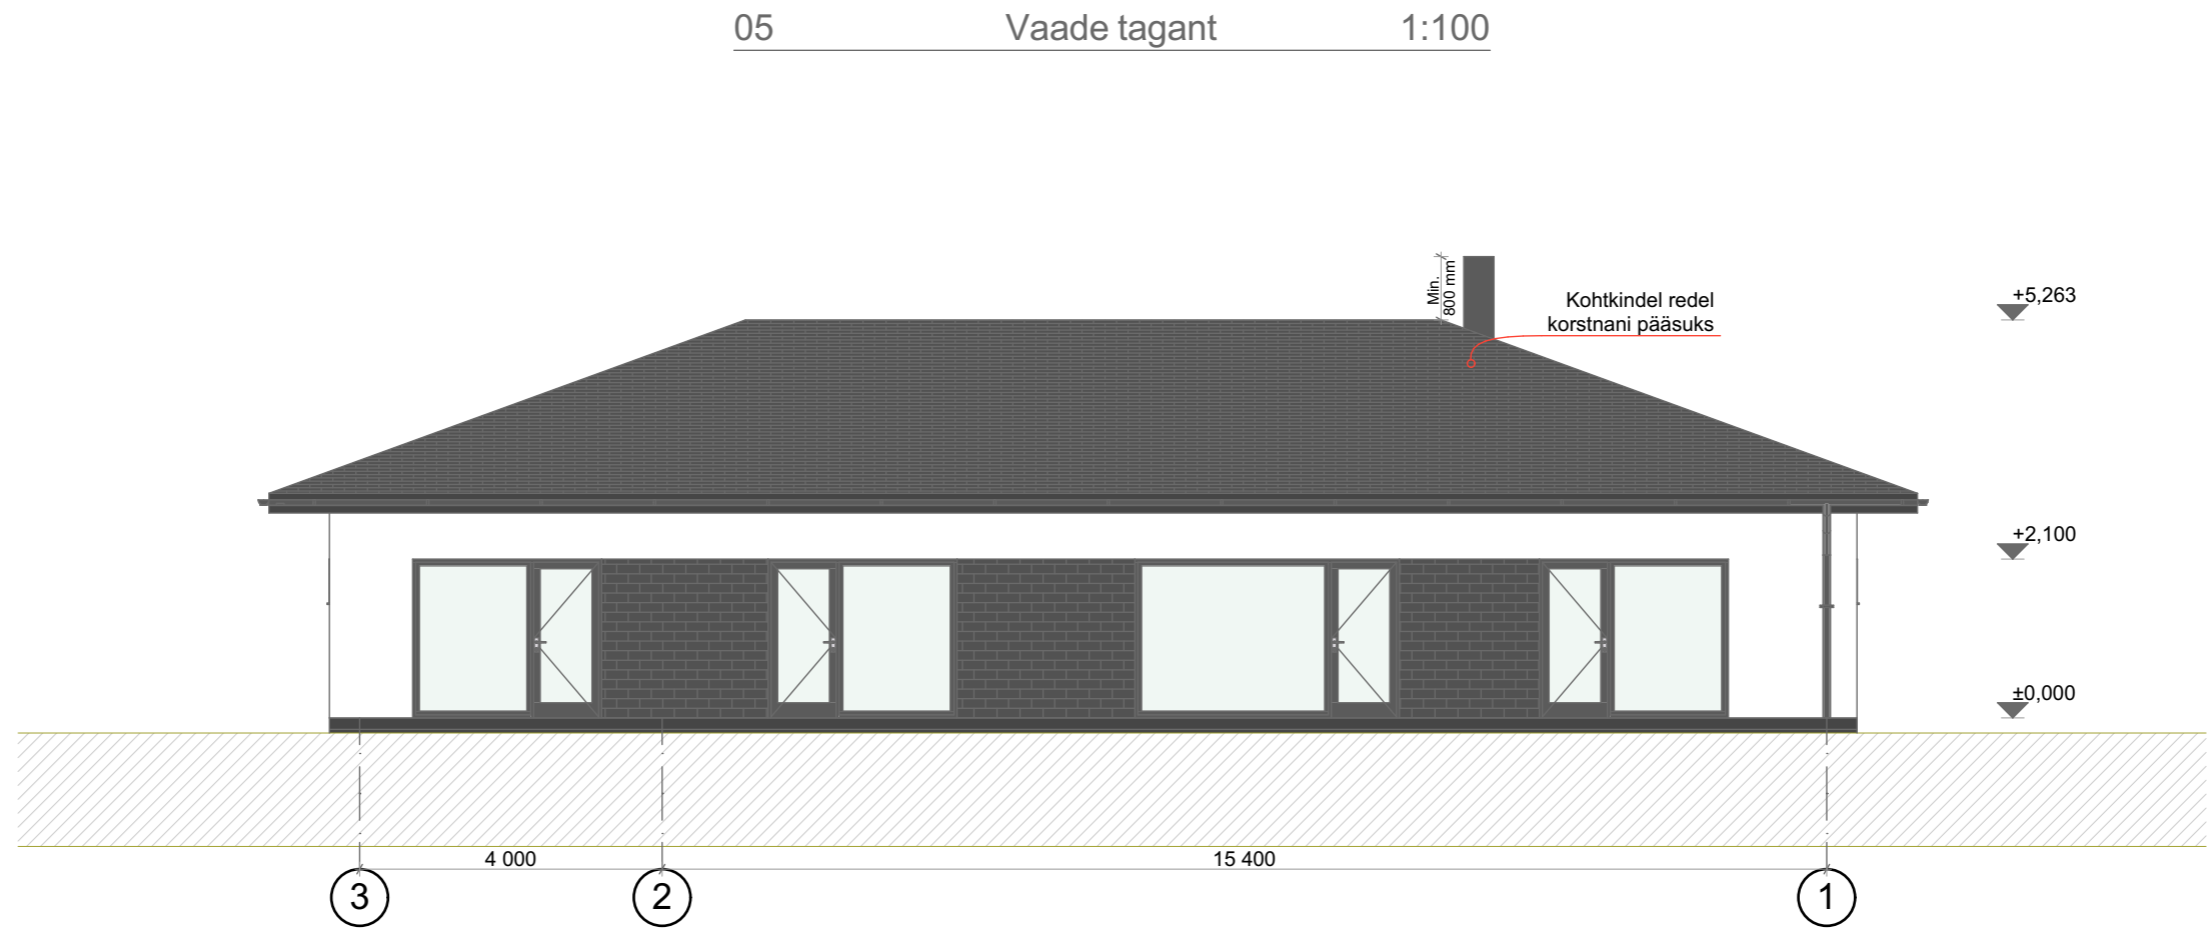 05 Vaade tagant 1:100
Min.
800 mm
Kohtkindel redel
korstnani pääsuks
+5,263
+2,100
±0,000
4 000
15 400
3
2
1